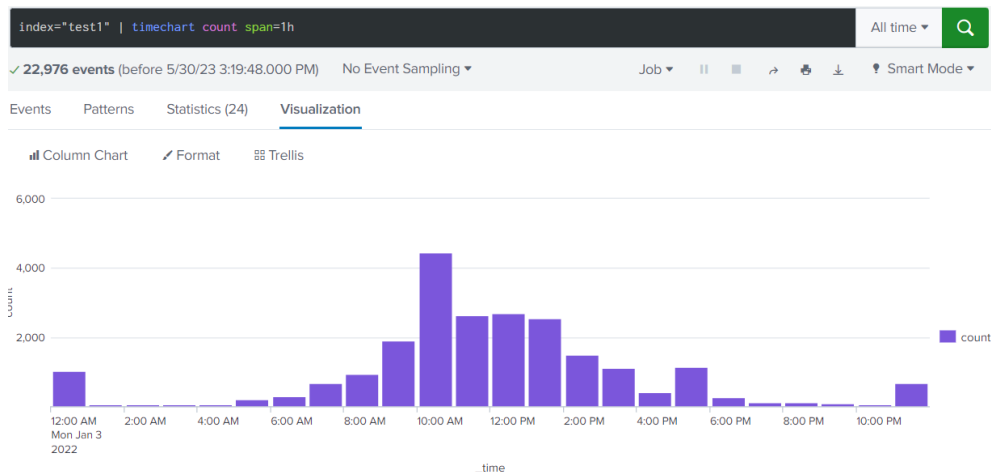 index="test1" | timechart count span=1h
All time
22,976 events (before 5/30/23 3:19:48.000 PM)
No Event Sampling
Job
Smart Mode
Events
Patterns
Statistics (24)
Visualization
Column Chart
Format
Trellis
6,000
4,000
2,000
count
count
12:00 AM
Mon Jan 3
2022
2:00 AM
4:00 AM
6:00 AM
8:00 AM
10:00 AM
12:00 PM
2:00 PM
4:00 PM
6:00 PM
8:00 PM
10:00 PM
_time